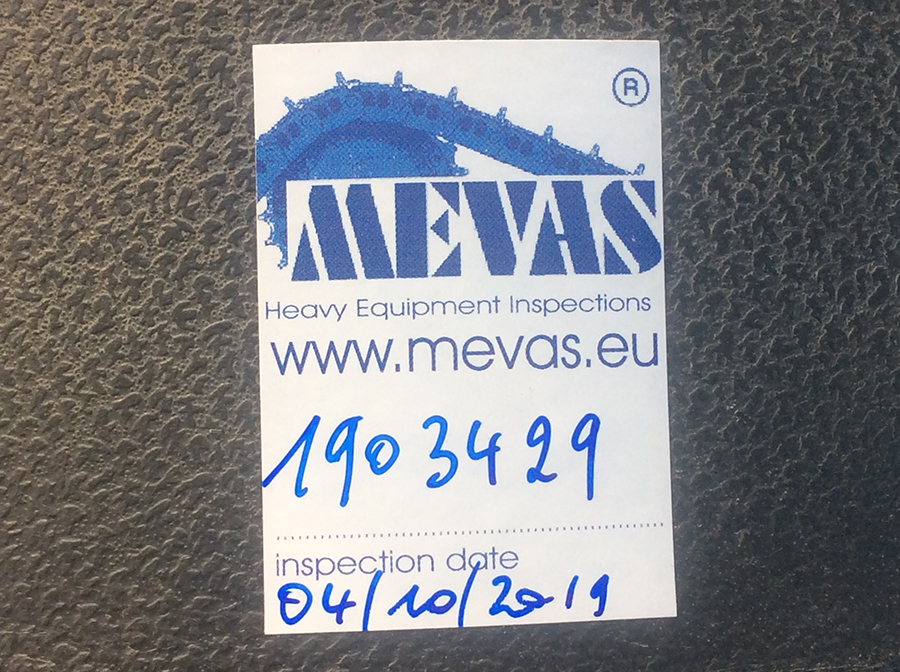 ®
MEVAS
Heavy Equipment Inspections
www.mevas.eu
1903429
inspection date
04/10/2019